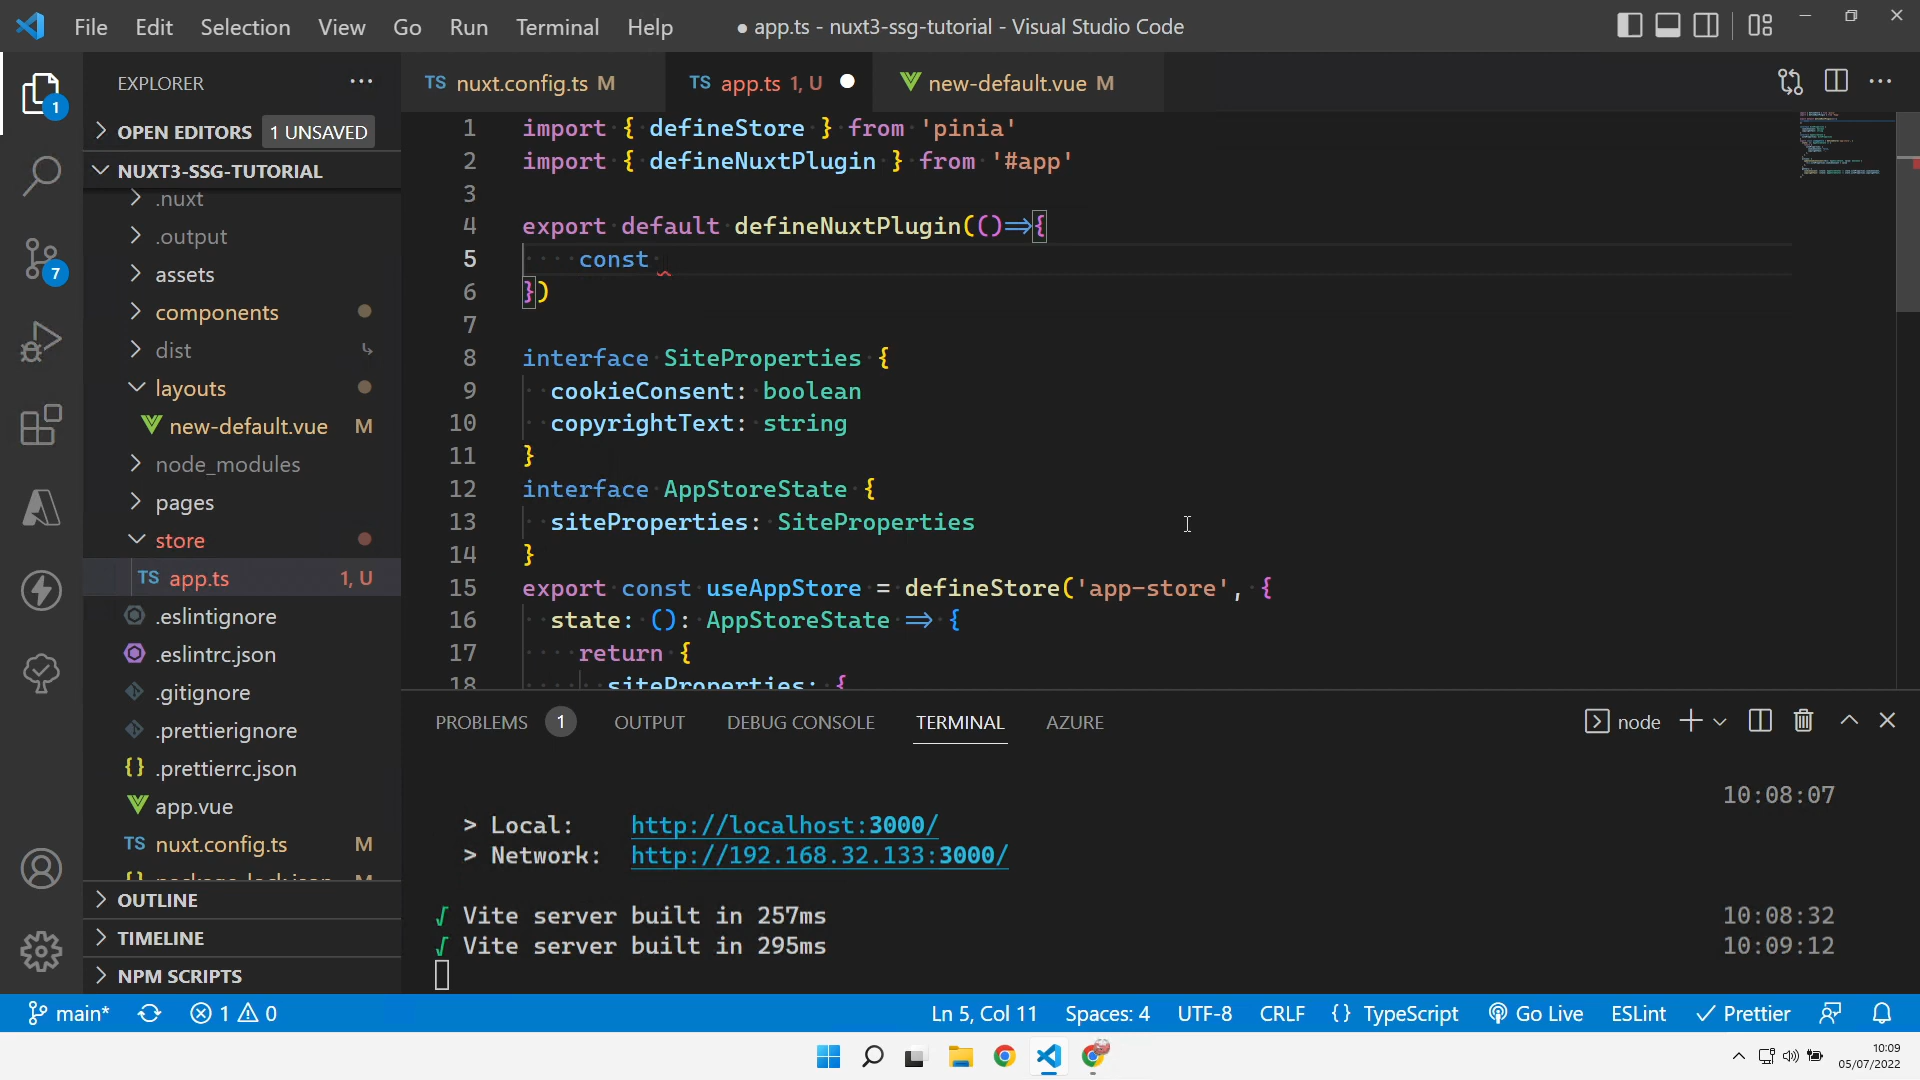 File Edit Selection View Go Run Terminal Help
● app.ts - nuxt3-ssg-tutorial - Visual Studio Code
EXPLORER
OPEN EDITORS 1 UNSAVED
NUXT3-SSG-TUTORIAL
.nuxt
.output
assets
components
dist
layouts
new-default.vue M
node_modules
pages
store
TS app.ts 1, U
.eslintignore
.eslintrc.json
.gitignore
.prettierignore
{} .prettierrc.json
app.vue
TS nuxt.config.ts M
{} package-lock.json M
OUTLINE
TIMELINE
NPM SCRIPTS
1
7
TS nuxt.config.ts M
TS app.ts 1, U ●
new-default.vue M
1 import { defineStore } from 'pinia'
2 import { defineNuxtPlugin } from '#app'
3
4 export default defineNuxtPlugin(()=>{
5 const
6 })
7
8 interface SiteProperties {
9 cookieConsent: boolean
10 copyrightText: string
11 }
12 interface AppStoreState {
13 siteProperties: SiteProperties
14 }
15 export const useAppStore = defineStore('app-store', {
16 state: (): AppStoreState => {
17 return {
18 siteProperties: {
PROBLEMS 1 OUTPUT DEBUG CONSOLE TERMINAL AZURE
node
10:08:07
> Local: http://localhost:3000/
> Network: http://192.168.32.133:3000/
√ Vite server built in 257ms 10:08:32
√ Vite server built in 295ms 10:09:12
main* 1 0
Ln 5, Col 11 Spaces: 4 UTF-8 CRLF {} TypeScript Go Live ESLint Prettier
10:09
05/07/2022